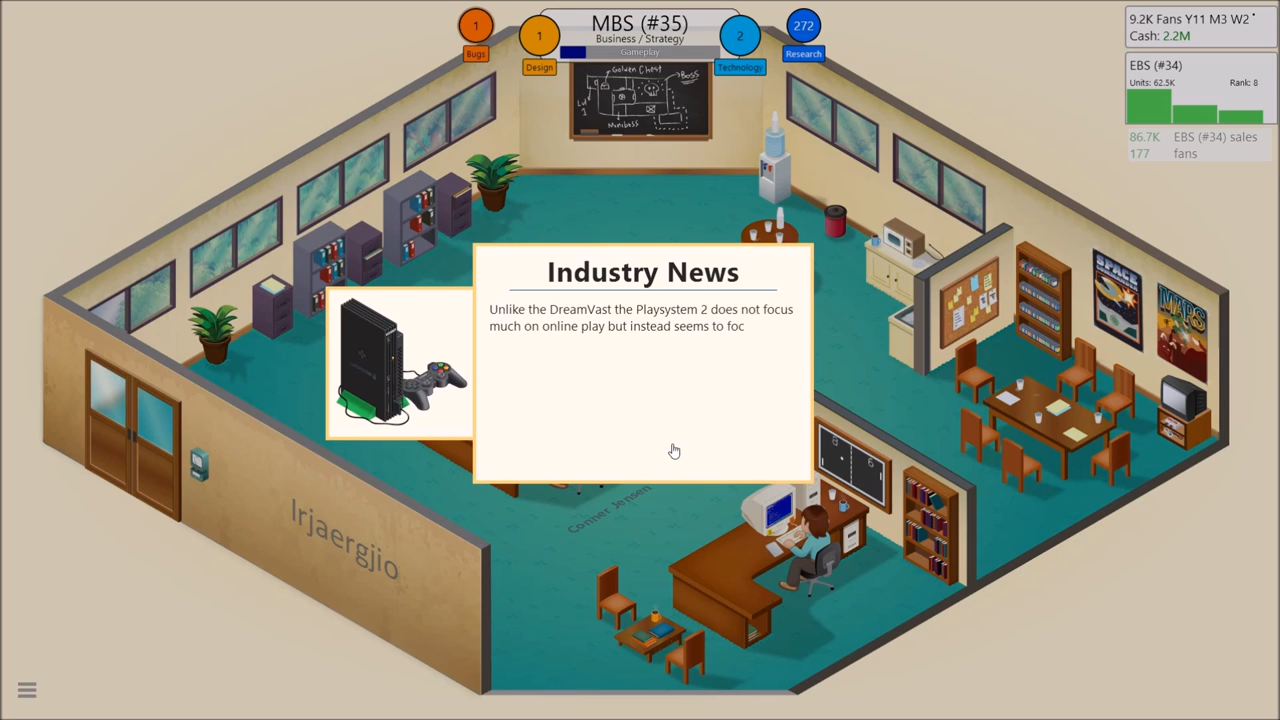 1
Bugs
1
Design
MBS (#35)
Business / Strategy
Gameplay
2
Technology
272
Research
9.2K Fans Y11 M3 W2
Cash: 2.2M
EBS (#34)
Units: 62.5K Rank: 8
86.7K EBS (#34) sales
177 fans
Golden Chest
Boss
Lvl
1
Miniboss
SPACE
MARS
Industry News
Unlike the DreamVast the Playsystem 2 does not focus
much on online play but instead seems to foc
Conner Jensen
Irjaergjio